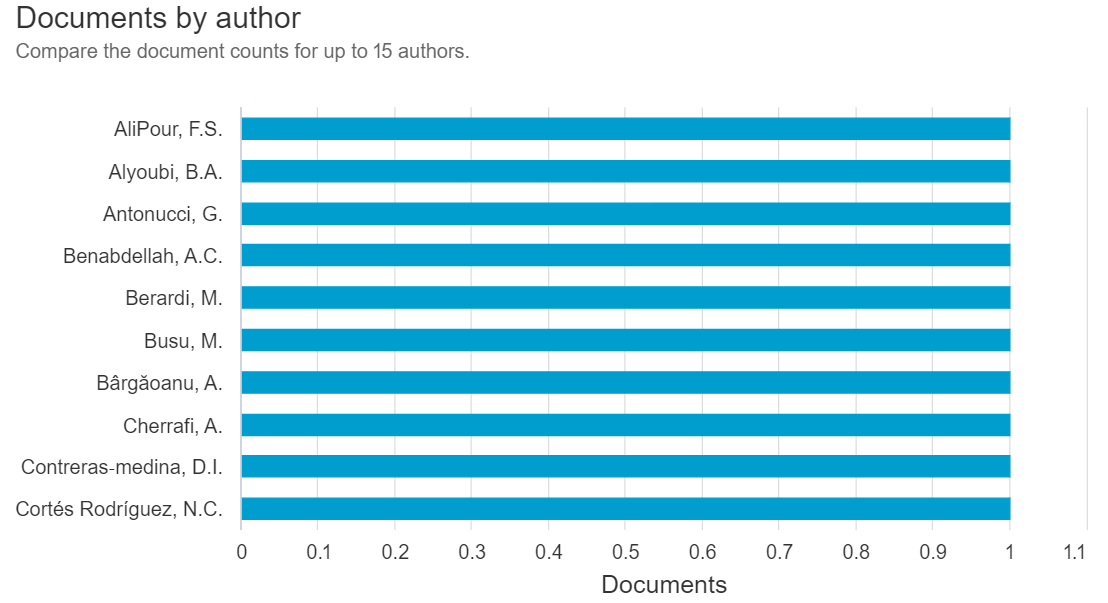 Documents by author
Compare the document counts for up to 15 authors.
AliPour, F.S.
Alyoubi, B.A.
Antonucci, G.
Benabdellah, A.C.
Berardi, M.
Busu, M.
Bârgăoanu, A.
Cherrafi, A.
Contreras-medina, D.I.
Cortés Rodríguez, N.C.
0 0.1 0.2 0.3 0.4 0.5 0.6 0.7 0.8 0.9 1 1.1
Documents